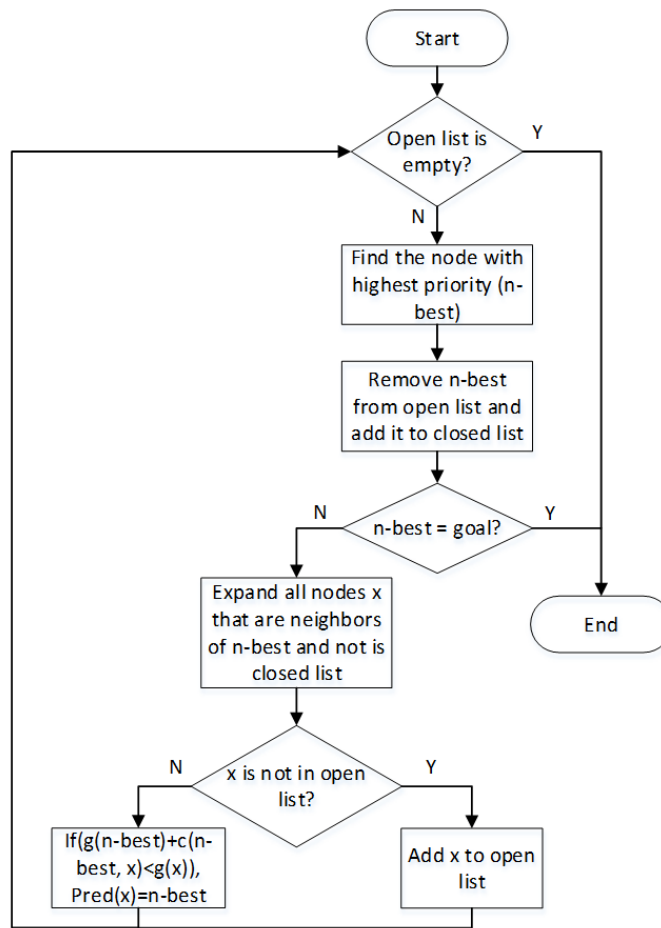 Start
Open list is
empty?
Y
N
Find the node with
highest priority (n-
best)
Remove n-best
from open list and
add it to closed list
N
n-best = goal?
Y
Expand all nodes x
that are neighbors
of n-best and not is
closed list
End
N
x is not in open
list?
Y
If(g(n-best)+c(n-
best, x)<g(x)),
Pred(x)=n-best
Add x to open
list